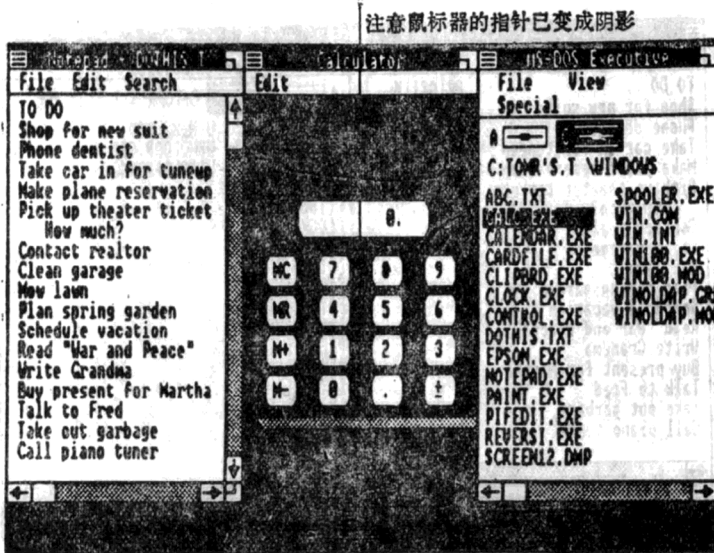 注意鼠标器的指针已变成阴影
Notepad - DOTHIS.T
File Edit Search
TO DO
Shop for new suit
Phone dentist
Take car in for tuneup
Make plane reservation
Pick up theater ticket
How much?
Contact realtor
Clean garage
Mow lawn
Plan spring garden
Schedule vacation
Read "War and Peace"
Write Grandma
Buy present for Martha
Talk to Fred
Take out garbage
Call piano tuner
Calculator
Edit
0.
MC 7 8 9
MR 4 5 6
M+ 1 2 3
M- 0 . ±
MS-DOS Executive
File View
Special
A
C:TOMR'S.T \WINDOWS
ABC.TXT
CALENDAR.EXE
CARDFILE.EXE
CLIPBRD.EXE
CLOCK.EXE
CONTROL.EXE
DOTHIS.TXT
EPSON.EXE
NOTEPAD.EXE
PAINT.EXE
PIFEDIT.EXE
REVERSI.EXE
SCREEN12.DMP
SPOOLER.EXE
WIN.COM
WIN.INI
WIN100.EXE
WIN100.MOD
WINOLDAP.GR
WINOLDAP.MO